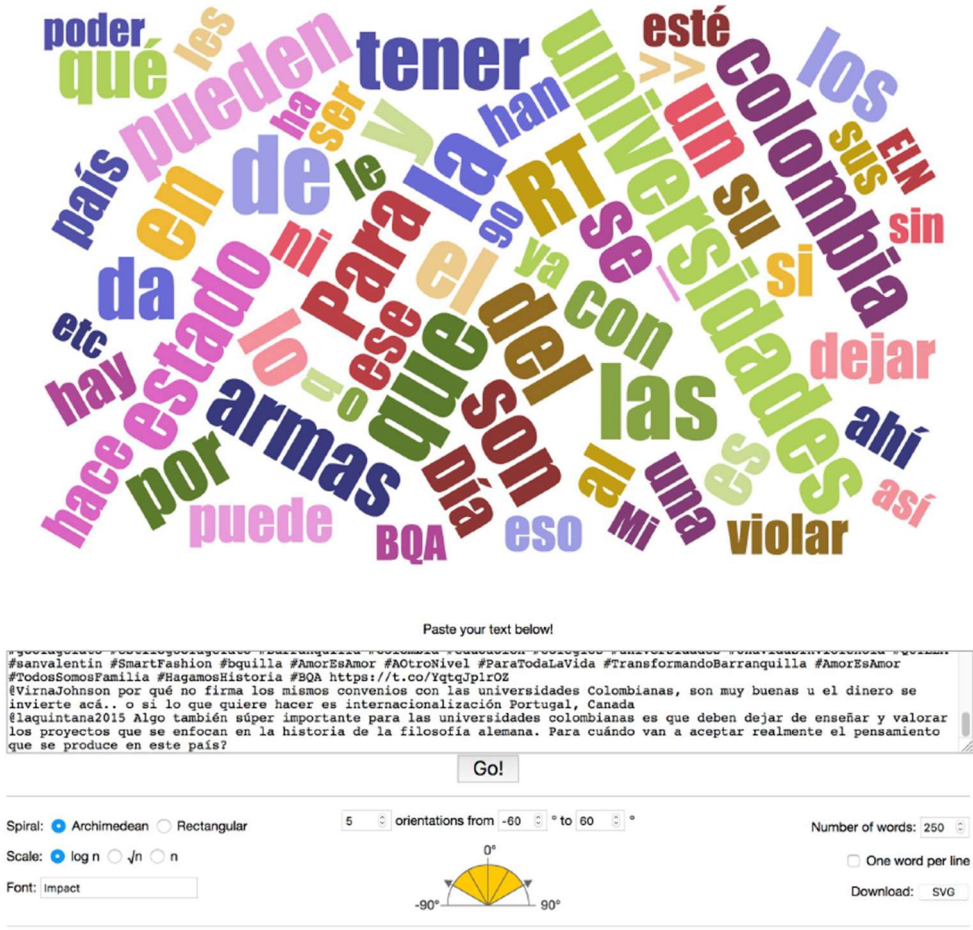 poder
qué
les
pueden
tener
universidades
esté
>>
colombia
los
ha
ser
y
la
han
un
sus
ELN
país
en
de
le
RT
su
sin
ni
Para
el
90
ya
se
si
da
estado
lo
ese
que
del
con
|
dejar
etc
hay
u
o
armas
son
las
es
ahí
hace
por
puede
BQA
Día
eso
al
Mi
una
violar
así
Paste your text below!
#sanvalentin #SmartFashion #bquilla #AmorEsAmor #AOtroNivel #ParaTodaLaVida #TransformandoBarranquilla #AmorEsAmor
#TodosSomosFamilia #HagamosHistoria #BQA https://t.co/YqtqJp1rOZ
@VirnaJohnson por qué no firma los mismos convenios con las universidades Colombianas, son muy buenas u el dinero se
invierte acá.. o si lo que quiere hacer es internacionalización Portugal, Canada
@laquintana2015 Algo también súper importante para las universidades colombianas es que deben dejar de enseñar y valorar
los proyectos que se enfocan en la historia de la filosofía alemana. Para cuándo van a aceptar realmente el pensamiento
que se produce en este país?
Go!
Spiral: Archimedean Rectangular
5 orientations from -60 ° to 60 °
Number of words: 250
Scale: log n √n n
0°
One word per line
Font: Impact
-90° 90°
Download: SVG